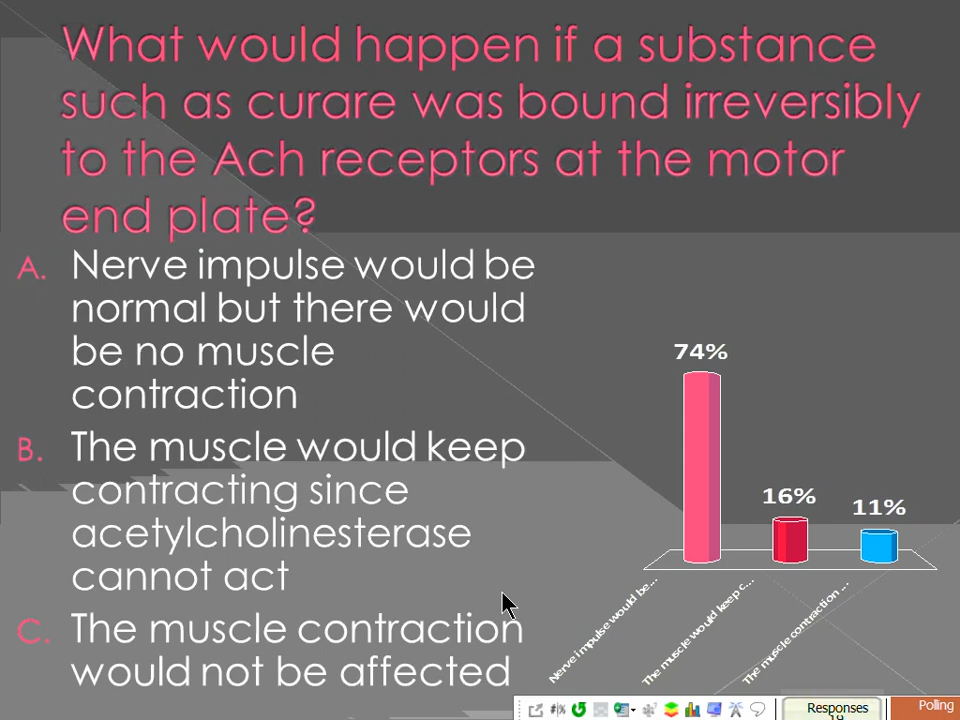 What would happen if a substance
such as curare was bound irreversibly
to the Ach receptors at the motor
end plate?
A. Nerve impulse would be
normal but there would
be no muscle
contraction
B. The muscle would keep
contracting since
acetylcholinesterase
cannot act
C. The muscle contraction
would not be affected
74%
16%
11%
Nerve impulse would be...
The muscle would keep c...
The muscle contraction ...
Responses
19
Polling